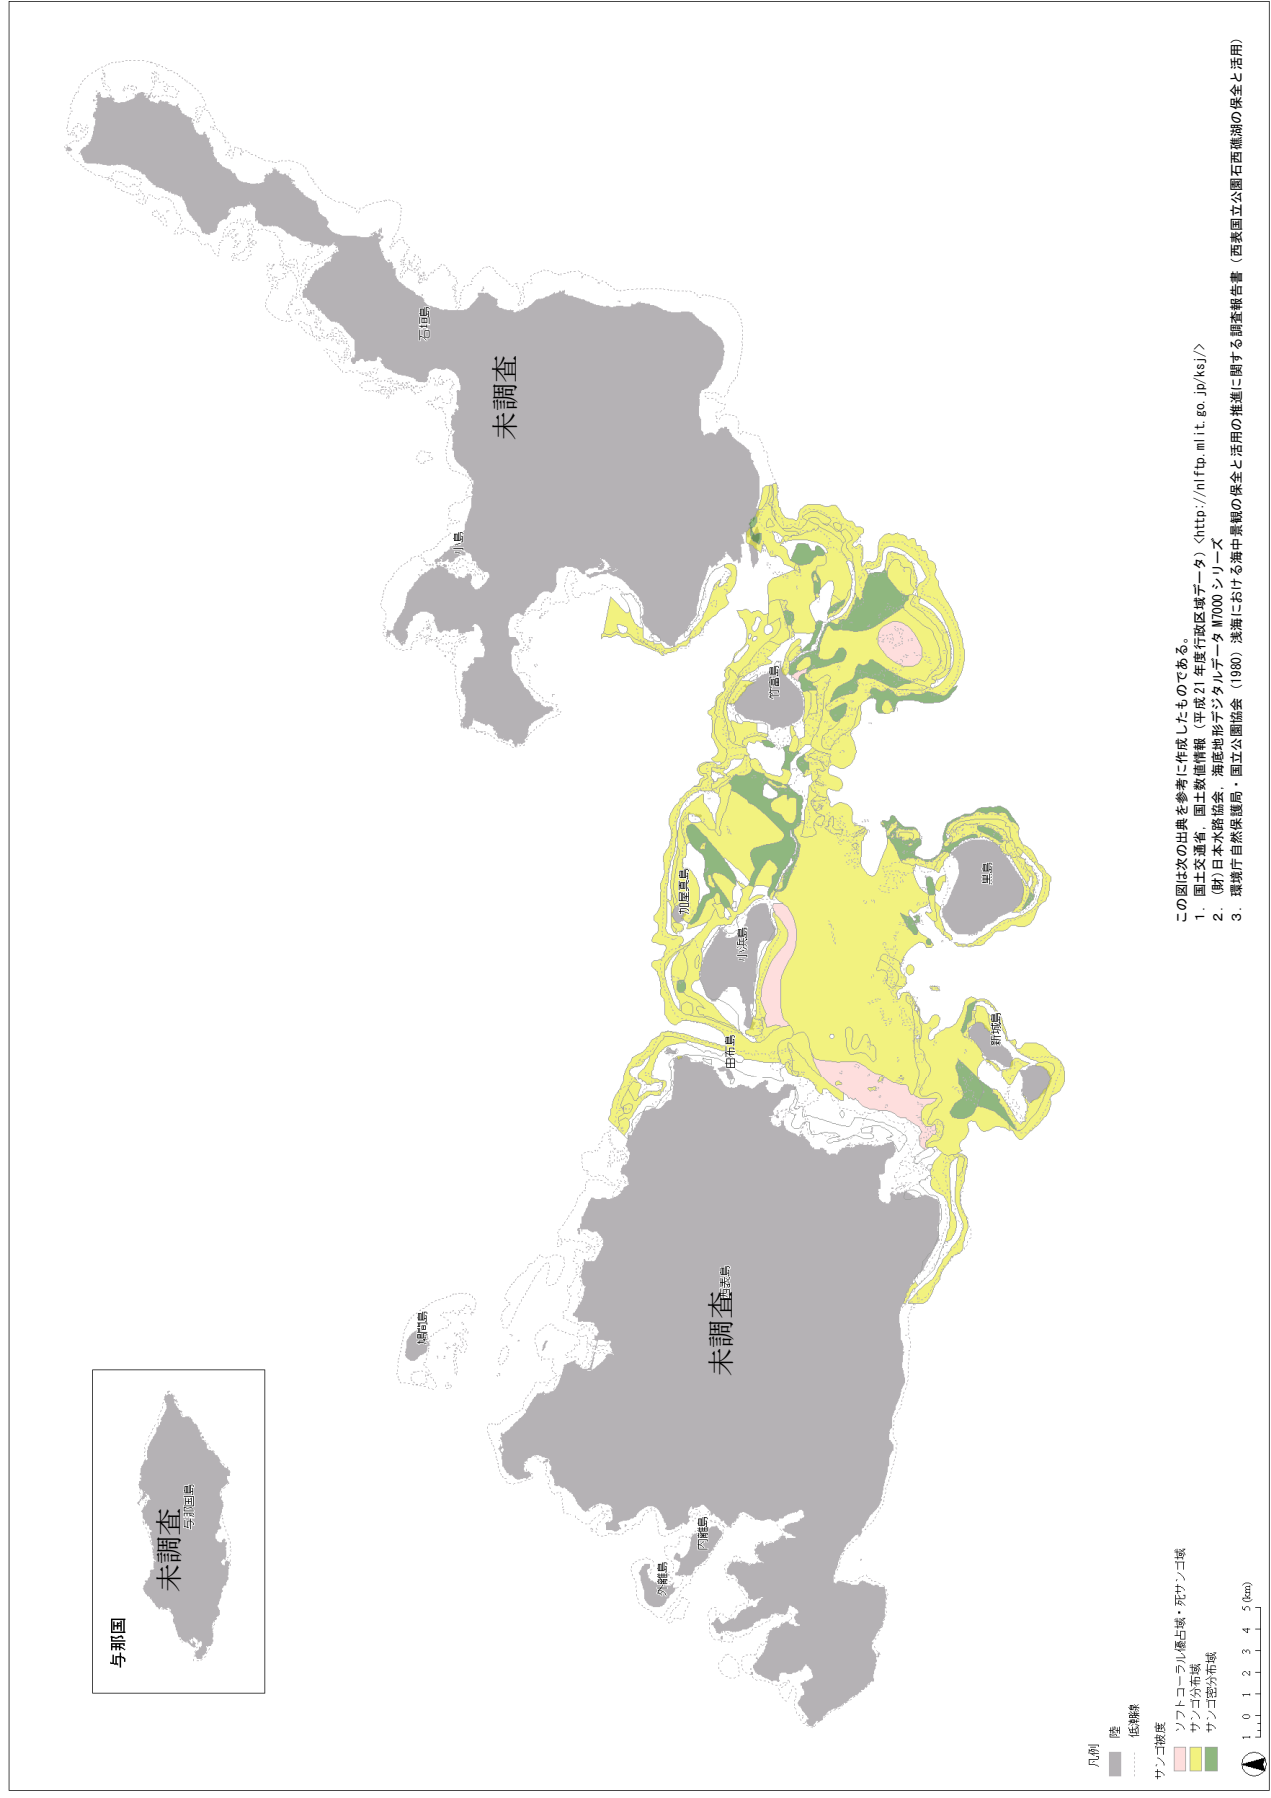 与那国
未調査
与那国島
鳩間島
未調査
西表島
外離島
内離島
由布島
小浜島
加屋真島
竹富島
黒島
新城島
小島
石垣島
未調査
凡例
陸
低潮線
サンゴ被度
ソフトコーラル優占域・死サンゴ域
サンゴ分布域
サンゴ密分布域
1 0 1 2 3 4 5 (km)
この図は次の出典を参考に作成したものである。
1. 国土交通省, 国土数値情報（平成21年度行政区域データ）<http://nlftp.mlit.go.jp/ksj/>
2. (財)日本水路協会, 海底地形デジタルデータ M7000 シリーズ
3. 環境庁自然保護局・国立公園協会（1980）浅海における海中景観の保全と活用の推進に関する調査報告書（西表国立公園石西礁湖の保全と活用）